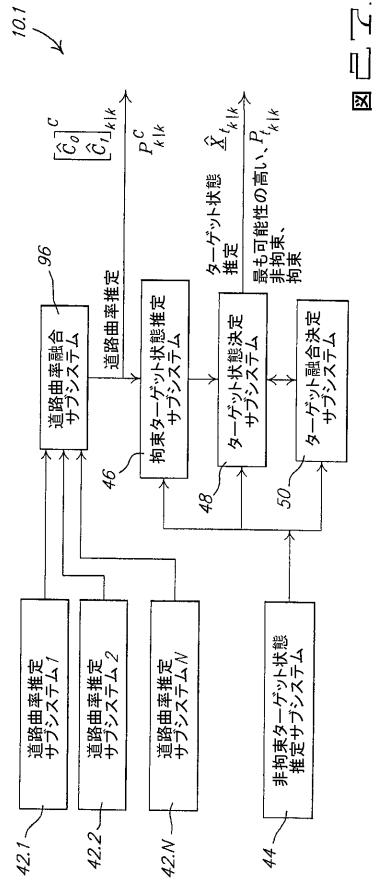 10.1
42.1
道路曲率推定
サブシステム1
42.2
道路曲率推定
サブシステム2
42.N
道路曲率推定
サブシステムN
44
非拘束ターゲット状態
推定サブシステム
96
道路曲率融合
サブシステム
道路曲率推定
[Ĉ₀ Ĉ₁]ᶜ k|k
Pᶜ k|k
46
拘束ターゲット状態推定
サブシステム
48
ターゲット状態決定
サブシステム
ターゲット状態
推定
X̂ᵗ k|k
最も可能性の高い、Pₜ k|k
非拘束、
拘束
50
ターゲット融合決定
サブシステム
図